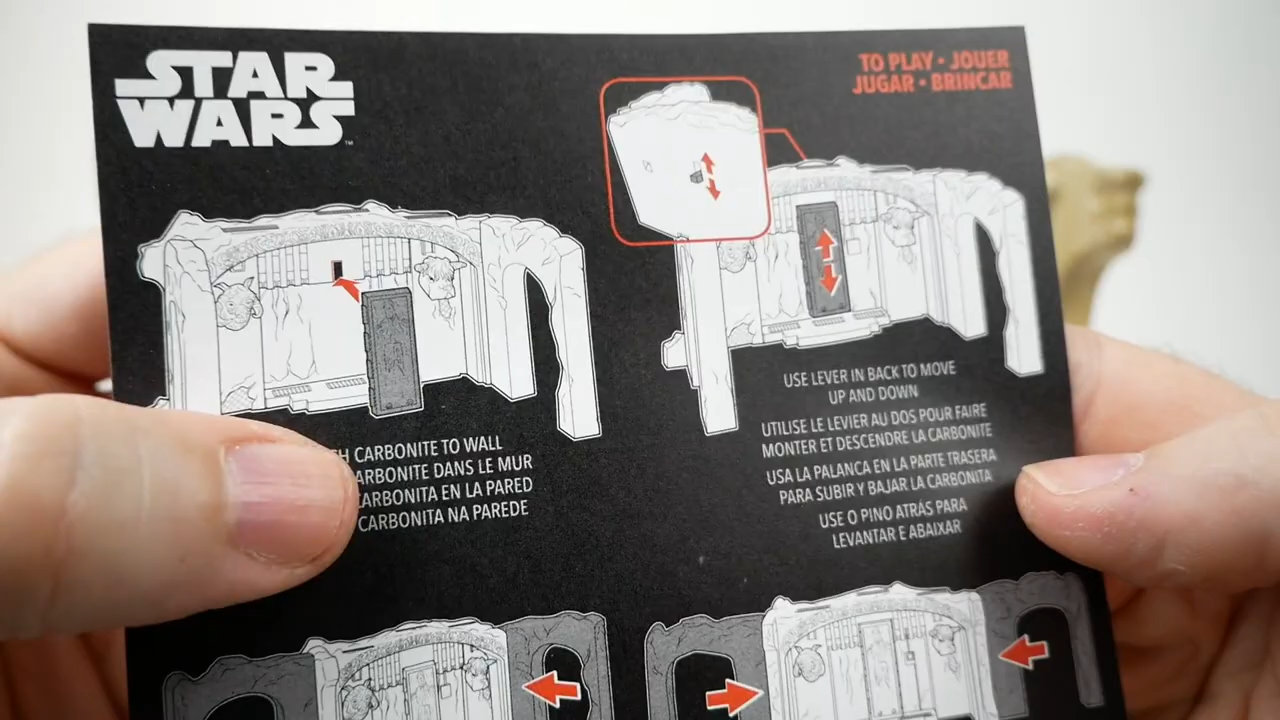 STAR
WARS
TM
TO PLAY • JOUER
JUGAR • BRINCAR
CARBONITE TO WALL
CARBONITE DANS LE MUR
CARBONITA EN LA PARED
CARBONITA NA PAREDE
USE LEVER IN BACK TO MOVE
UP AND DOWN
UTILISE LE LEVIER AU DOS POUR FAIRE
MONTER ET DESCENDRE LA CARBONITE
USA LA PALANCA EN LA PARTE TRASERA
PARA SUBIR Y BAJAR LA CARBONITA
USE O PINO ATRÁS PARA
LEVANTAR E ABAIXAR